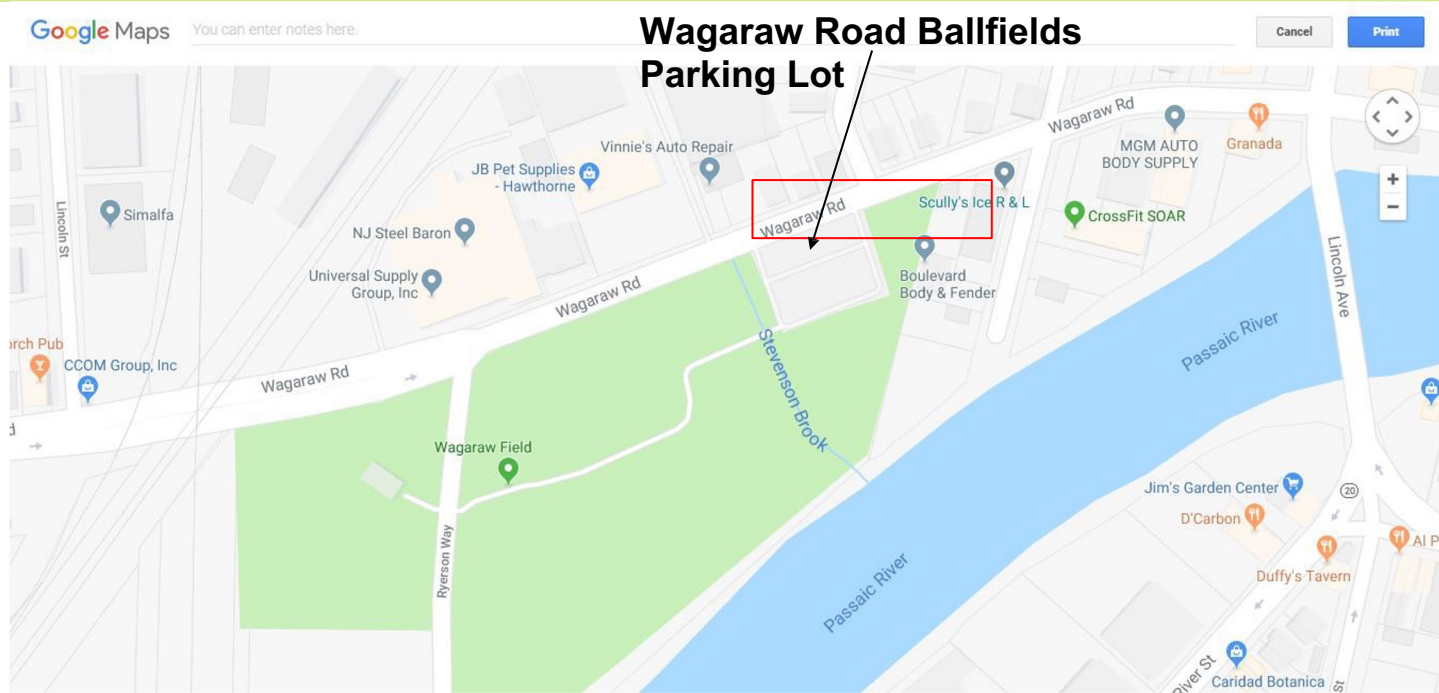 Google Maps
You can enter notes here.
Wagaraw Road Ballfields
Parking Lot
Cancel
Print
Wagaraw Rd
MGM AUTO
BODY SUPPLY
Granada
Vinnie's Auto Repair
JB Pet Supplies
- Hawthorne
Scully's Ice R & L
CrossFit SOAR
Lincoln St
Simalfa
NJ Steel Baron
Wagaraw Rd
Universal Supply
Group, Inc
Boulevard
Body & Fender
Lincoln Ave
Wagaraw Rd
Passaic River
Stevenson Brook
orch Pub
CCOM Group, Inc
Wagaraw Rd
Wagaraw Field
Jim's Garden Center
20
D'Carbon
Al P
Duffy's Tavern
Ryerson Way
Passaic River
River St
Caridad Botanica
St